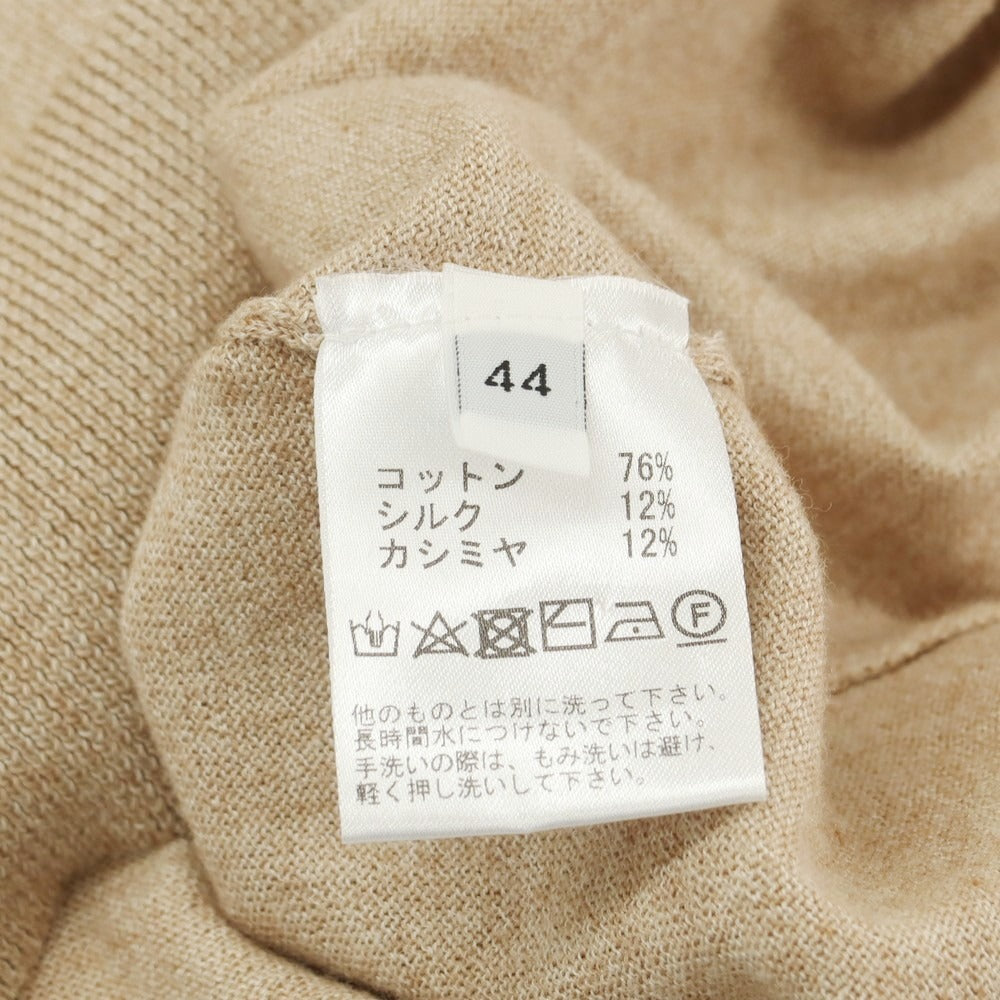 44
コットン 76%
シルク 12%
カシミヤ 12%
F
他のものとは別に洗って下さい。
長時間水につけないで下さい。
手洗いの際は、もみ洗いは避け、
軽く押し洗いして下さい。